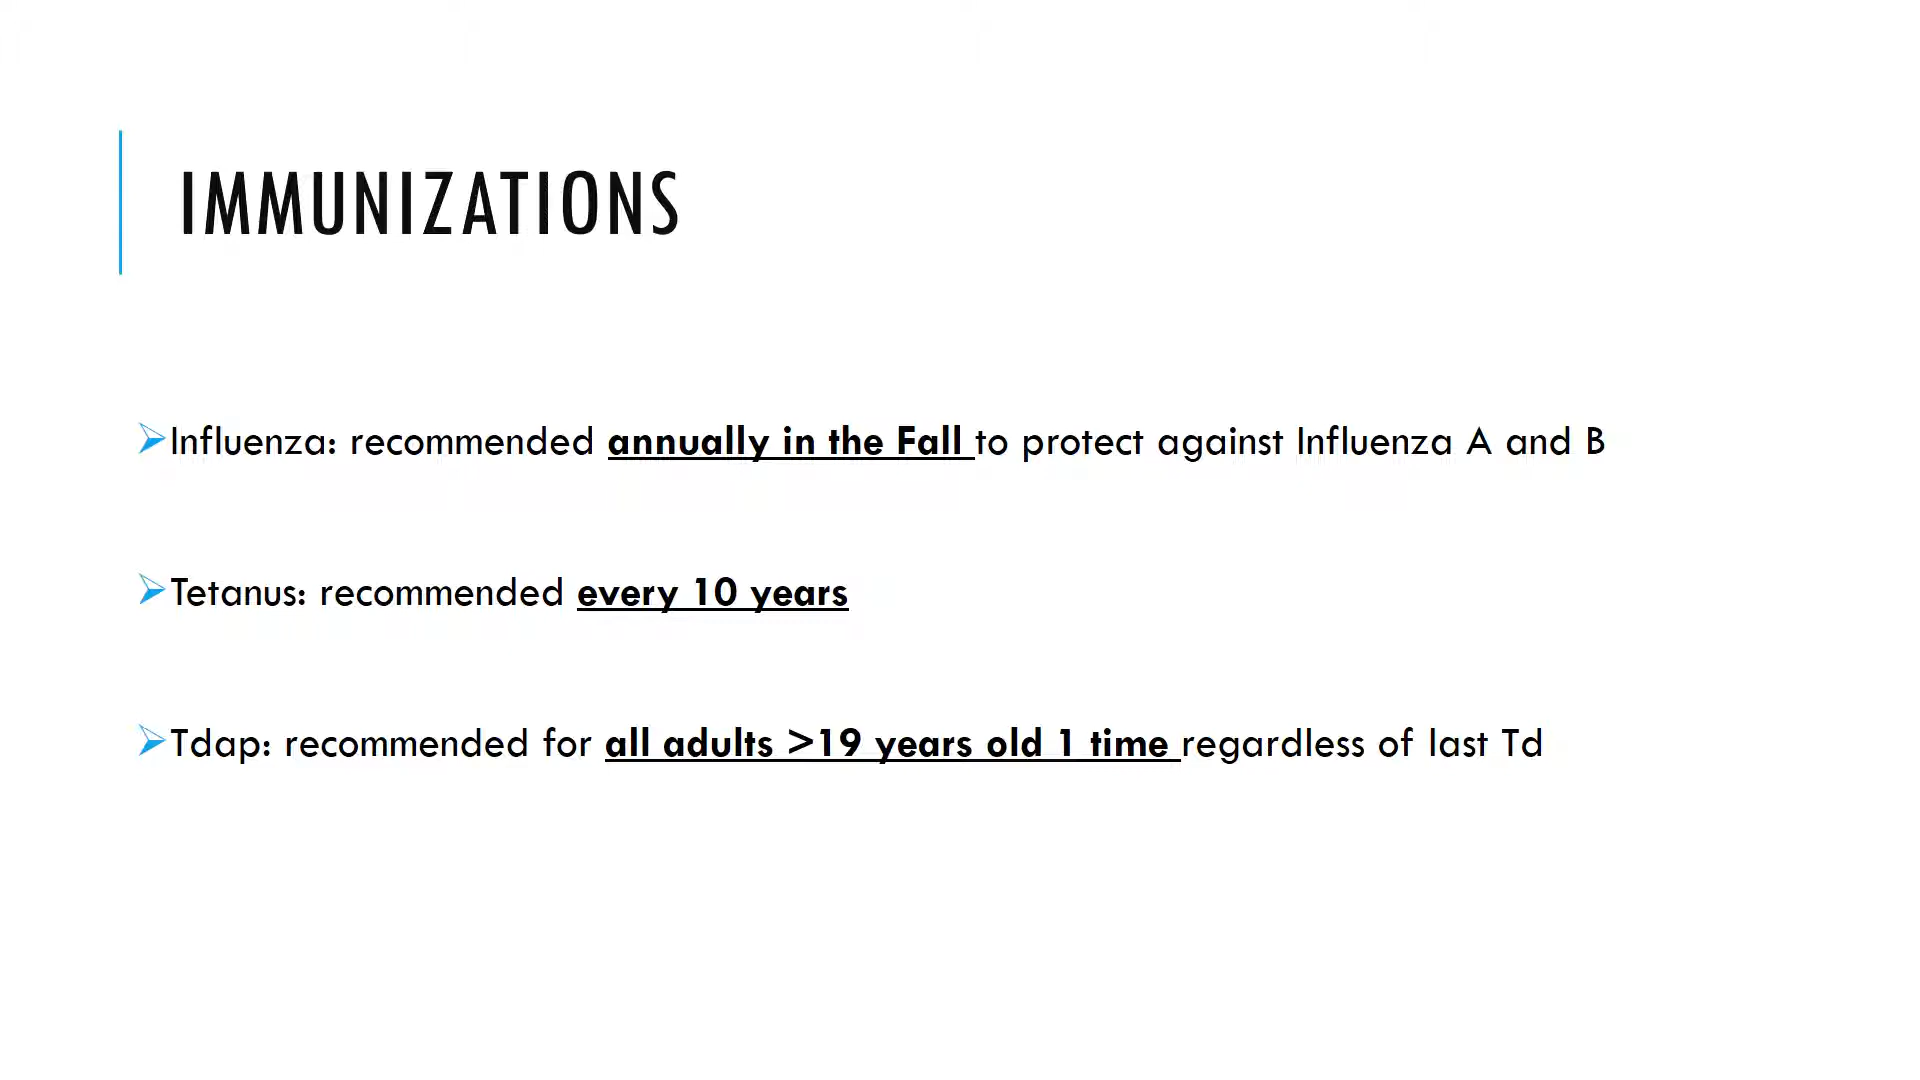 IMMUNIZATIONS
Influenza: recommended annually in the Fall to protect against Influenza A and B
Tetanus: recommended every 10 years
Tdap: recommended for all adults >19 years old 1 time regardless of last Td